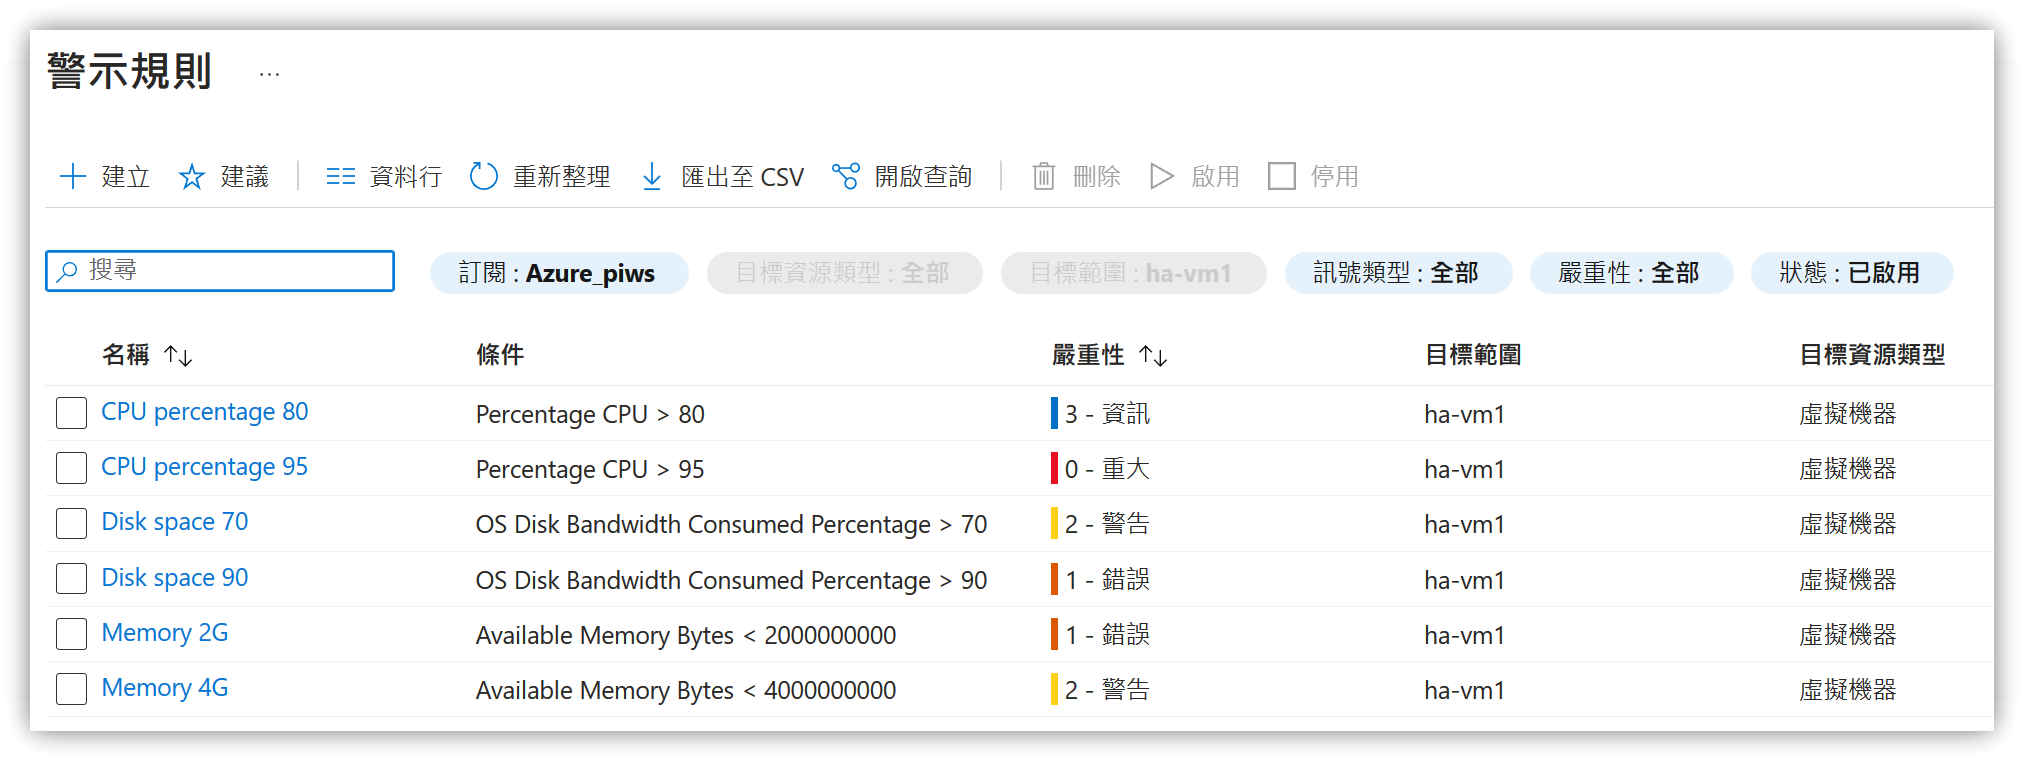 警示規則 ...
建立 建議 資料行 重新整理 匯出至 CSV 開啟查詢 刪除 啟用 停用
搜尋 訂閱 : Azure_piws 目標資源類型 : 全部 目標範圍 : ha-vm1 訊號類型 : 全部 嚴重性 : 全部 狀態 : 已啟用
名稱 ↑↓ 條件 嚴重性 ↑↓ 目標範圍 目標資源類型
CPU percentage 80 Percentage CPU > 80 3 - 資訊 ha-vm1 虛擬機器
CPU percentage 95 Percentage CPU > 95 0 - 重大 ha-vm1 虛擬機器
Disk space 70 OS Disk Bandwidth Consumed Percentage > 70 2 - 警告 ha-vm1 虛擬機器
Disk space 90 OS Disk Bandwidth Consumed Percentage > 90 1 - 錯誤 ha-vm1 虛擬機器
Memory 2G Available Memory Bytes < 2000000000 1 - 錯誤 ha-vm1 虛擬機器
Memory 4G Available Memory Bytes < 4000000000 2 - 警告 ha-vm1 虛擬機器